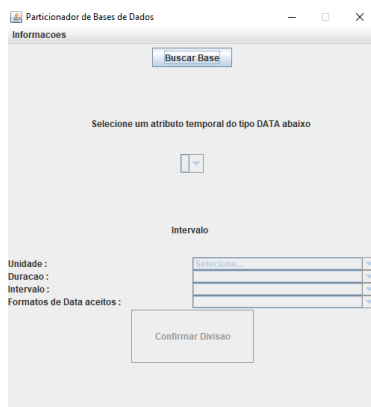 Particionador de Bases de Dados
Informacoes
Buscar Base
Selecione um atributo temporal do tipo DATA abaixo
Intervalo
Unidade : Selecione...
Duracao :
Intervalo :
Formatos de Data aceitos :
Confirmar Divisao